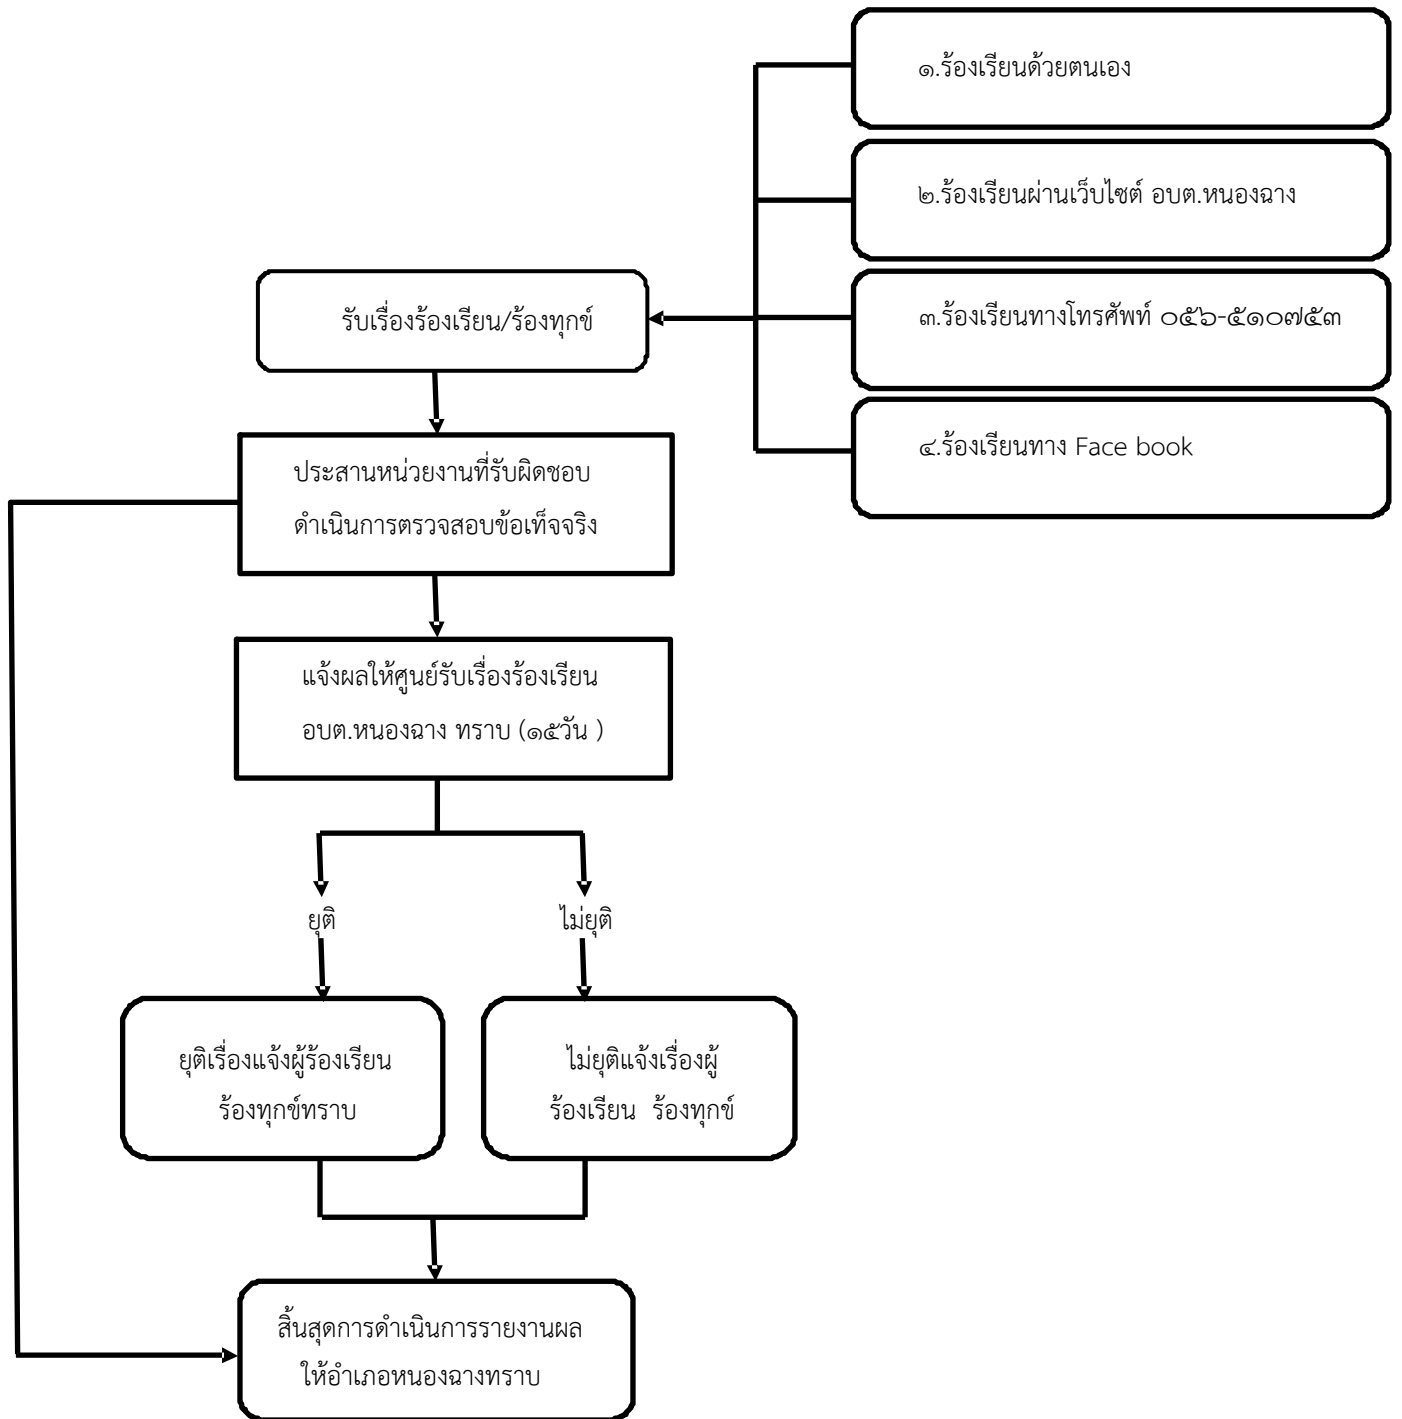 ๑.ร้องเรียนด้วยตนเอง
๒.ร้องเรียนผ่านเว็บไซต์ อบต.หนองฉาง
๓.ร้องเรียนทางโทรศัพท์ ๐๕๖-๕๑๐๗๕๓
๔.ร้องเรียนทาง Face book
รับเรื่องร้องเรียน/ร้องทุกข์
ประสานหน่วยงานที่รับผิดชอบ
ดำเนินการตรวจสอบข้อเท็จจริง
แจ้งผลให้ศูนย์รับเรื่องร้องเรียน
อบต.หนองฉาง ทราบ (๑๕วัน )
ยุติ
ไม่ยุติ
ยุติเรื่องแจ้งผู้ร้องเรียน
ร้องทุกข์ทราบ
ไม่ยุติแจ้งเรื่องผู้
ร้องเรียน ร้องทุกข์
สิ้นสุดการดำเนินการรายงานผล
ให้อำเภอหนองฉางทราบ